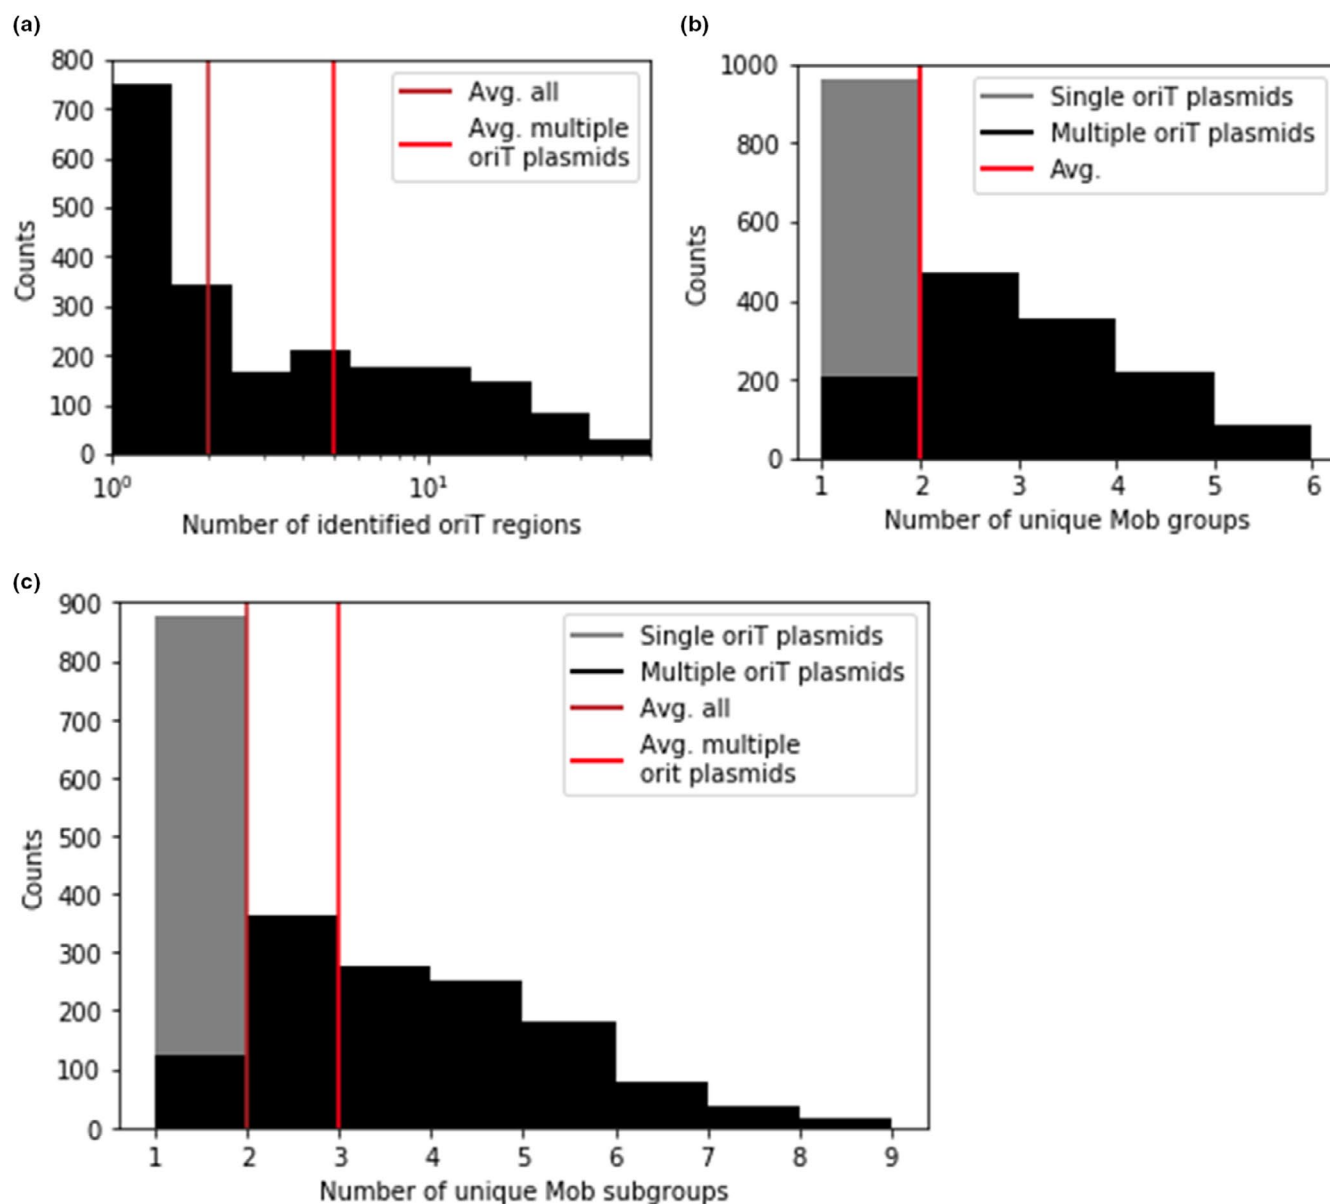 (a)
800
700
600
500
400
300
200
100
0
Counts
Avg. all
Avg. multiple
oriT plasmids
10⁰
10¹
Number of identified oriT regions
(b)
1000
800
600
400
200
0
Counts
Single oriT plasmids
Multiple oriT plasmids
Avg.
1 2 3 4 5 6
Number of unique Mob groups
(c)
900
800
700
600
500
400
300
200
100
0
Counts
Single oriT plasmids
Multiple oriT plasmids
Avg. all
Avg. multiple
orit plasmids
1 2 3 4 5 6 7 8 9
Number of unique Mob subgroups